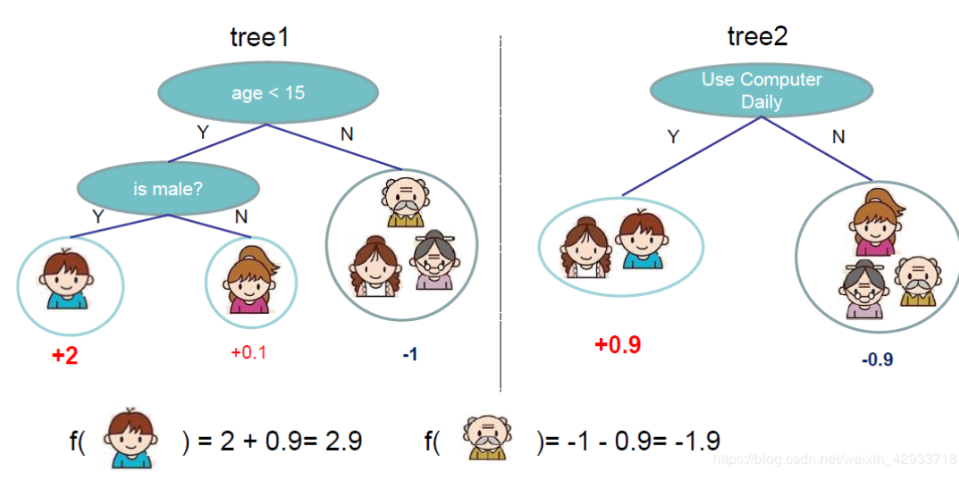 tree1
tree2
age < 15
Use Computer
Daily
Y
N
Y
N
is male?
Y
N
+2
+0.1
-1
+0.9
-0.9
f( ) = 2 + 0.9= 2.9
f( )= -1 - 0.9= -1.9
https://blog.csdn.net/weixin_42933718